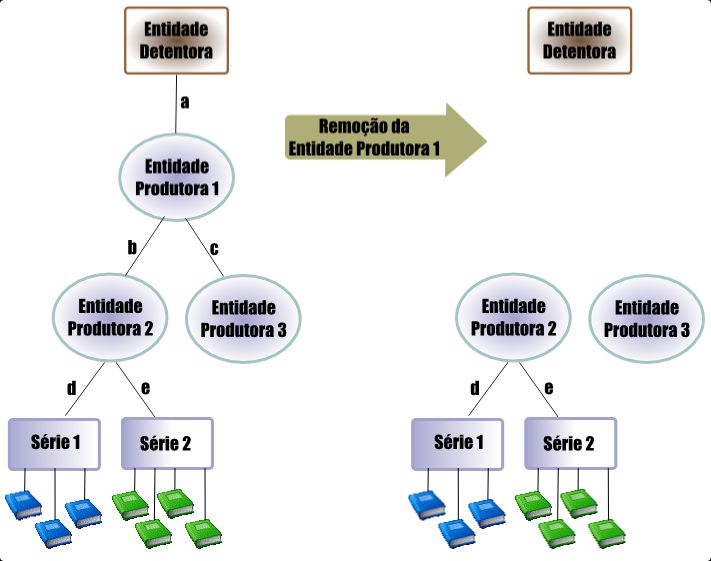 Entidade
Detentora
a
Entidade
Produtora 1
b
c
Entidade
Produtora 2
Entidade
Produtora 3
d
e
Série 1
Série 2
Remoção da
Entidade Produtora 1
Entidade
Detentora
Entidade
Produtora 2
Entidade
Produtora 3
d
e
Série 1
Série 2